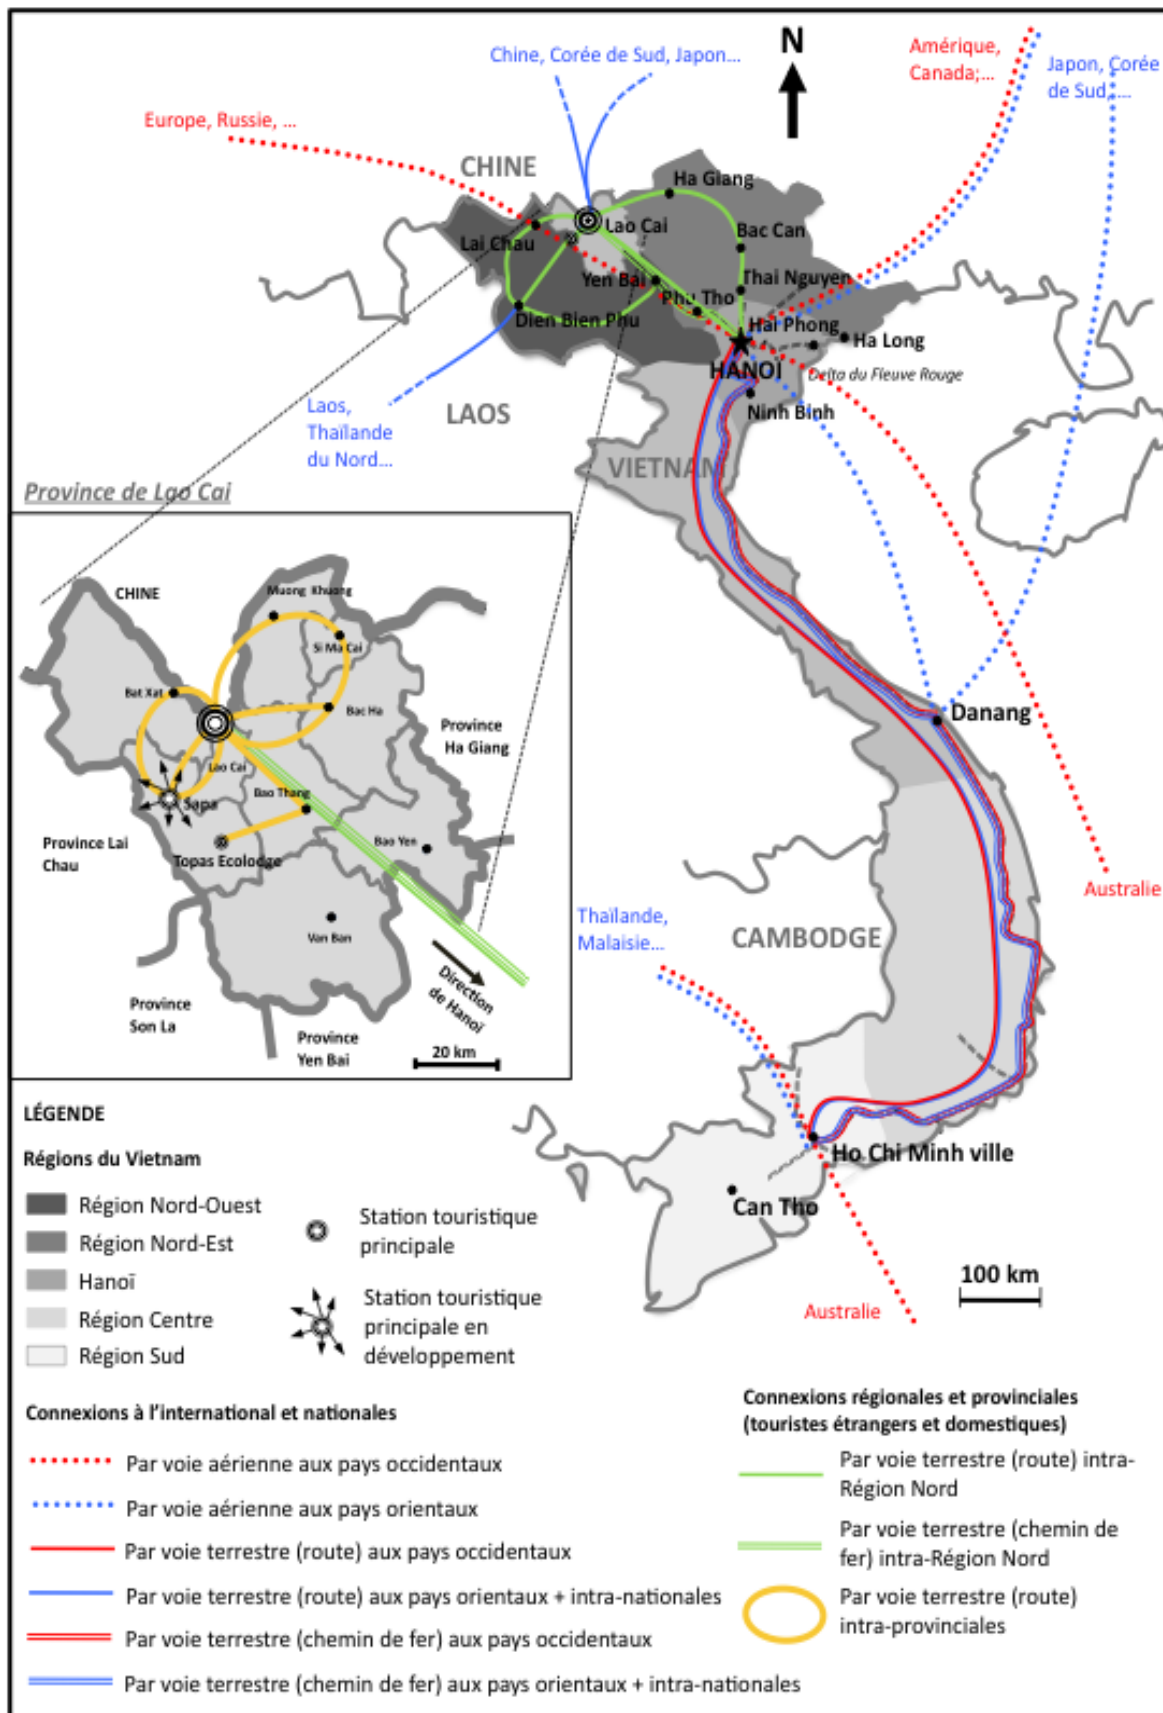 N
Chine, Corée de Sud, Japon...
Amérique,
Canada;...
Japon, Corée
de Sud, ...
Europe, Russie, ...
CHINE
Ha Giang
Lao Cai
Lai Chau
Bac Can
Yen Bai
Thai Nguyen
Phu Tho
Dien Bien Phu
Hai Phong
Ha Long
HANOÏ
Delta du Fleuve Rouge
Ninh Binh
LAOS
Laos,
Thaïlande
du Nord...
VIETNAM
Province de Lao Cai
CHINE
Muong Khuong
Si Ma Cai
Bat Xat
Bac Ha
Province
Ha Giang
Lao Cai
Bao Thang
Sapa
Province Lai
Chau
Topas Ecolodge
Bao Yen
Van Ban
Direction
de Hanoï
Province
Son La
Province
Yen Bai
20 km
Danang
Australie
Thaïlande,
Malaisie...
CAMBODGE
Ho Chi Minh ville
Can Tho
100 km
Australie
LÉGENDE
Régions du Vietnam
Région Nord-Ouest
Région Nord-Est
Hanoï
Région Centre
Région Sud
Station touristique
principale
Station touristique
principale en
développement
Connexions à l'international et nationales
Par voie aérienne aux pays occidentaux
Par voie aérienne aux pays orientaux
Par voie terrestre (route) aux pays occidentaux
Par voie terrestre (route) aux pays orientaux + intra-nationales
Par voie terrestre (chemin de fer) aux pays occidentaux
Par voie terrestre (chemin de fer) aux pays orientaux + intra-nationales
Connexions régionales et provinciales
(touristes étrangers et domestiques)
Par voie terrestre (route) intra-
Région Nord
Par voie terrestre (chemin de
fer) intra-Région Nord
Par voie terrestre (route)
intra-provinciales